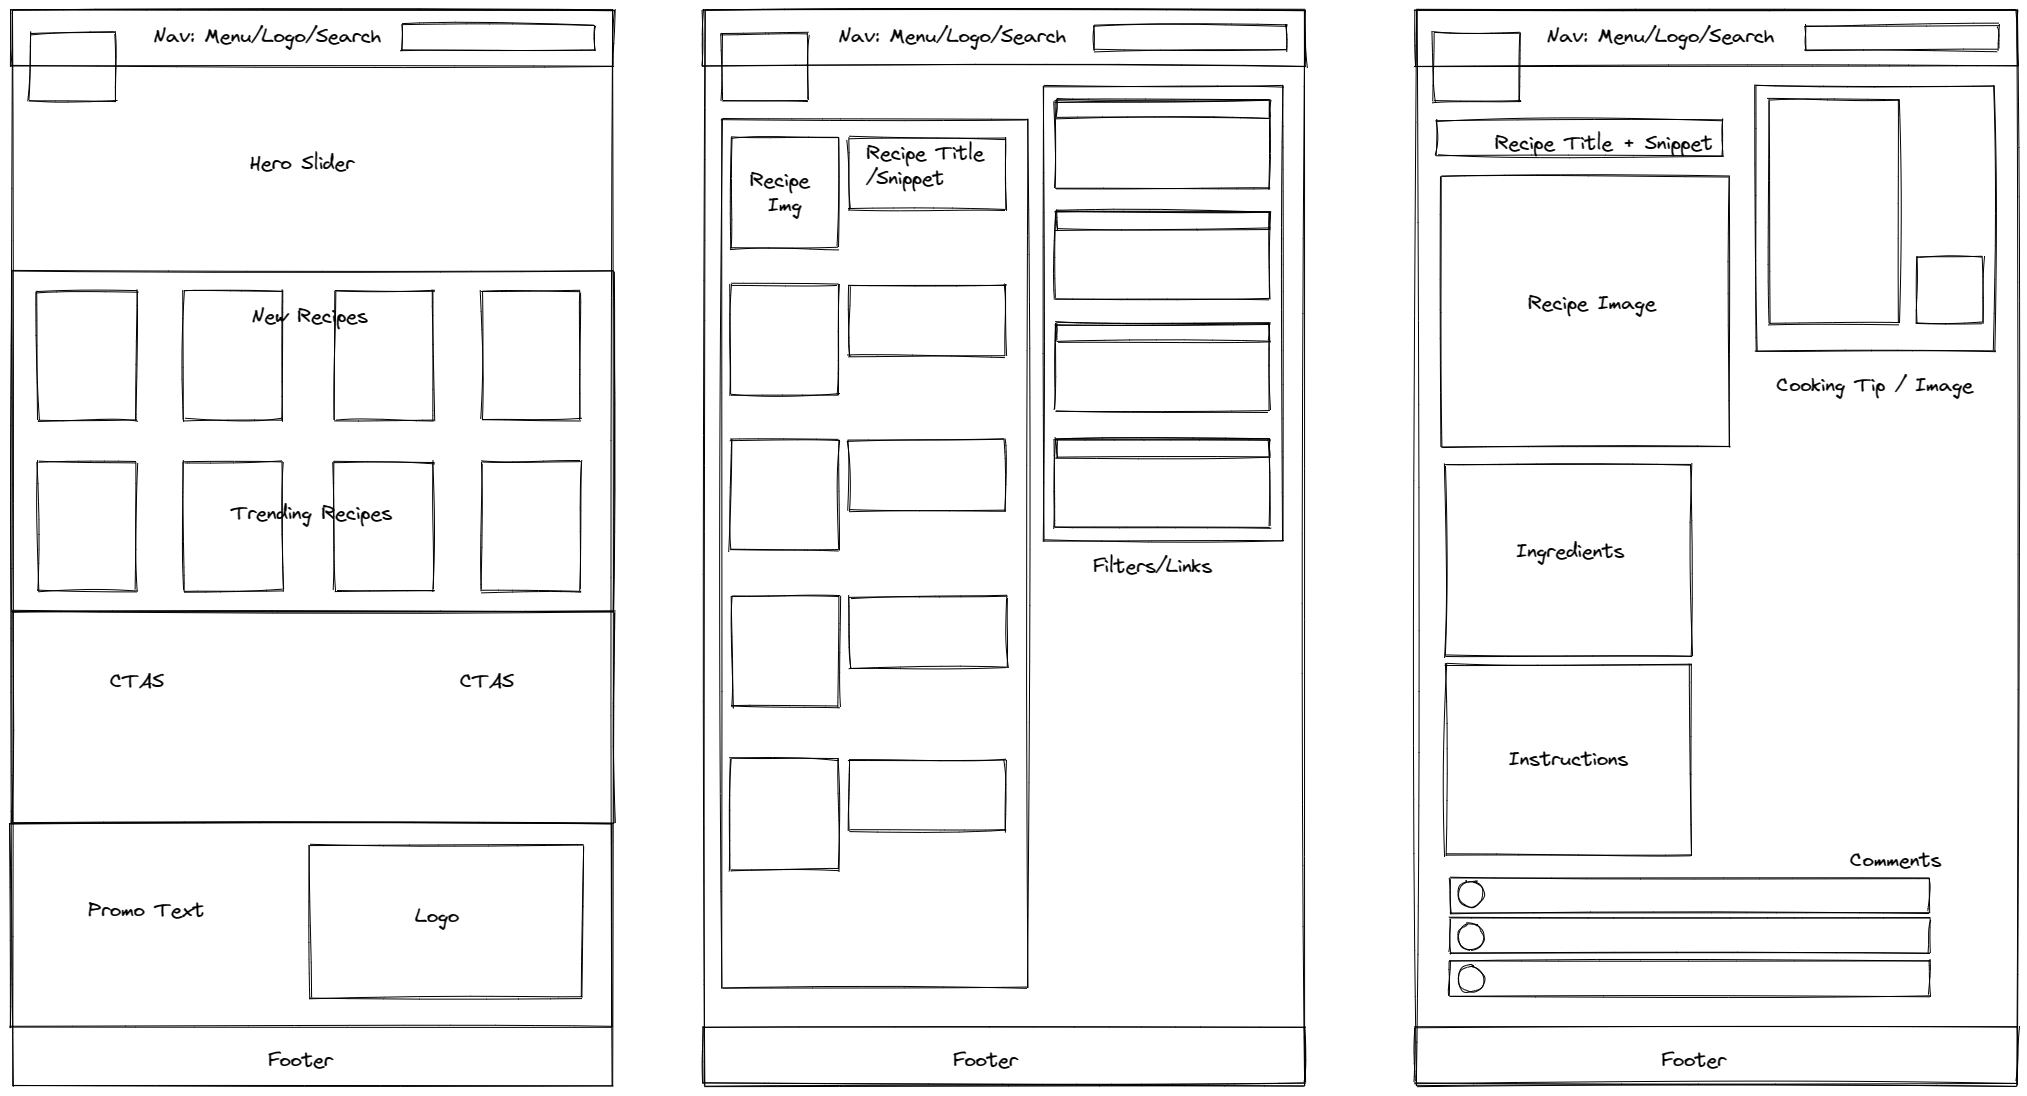 Nav: Menu/Logo/Search
Hero Slider
New Recipes
Trending Recipes
CTAS
CTAS
Promo Text
Logo
Footer
Nav: Menu/Logo/Search
Recipe
Img
Recipe Title
/Snippet
Filters/Links
Footer
Nav: Menu/Logo/Search
Recipe Title + Snippet
Recipe Image
Cooking Tip / Image
Ingredients
Instructions
Comments
Footer